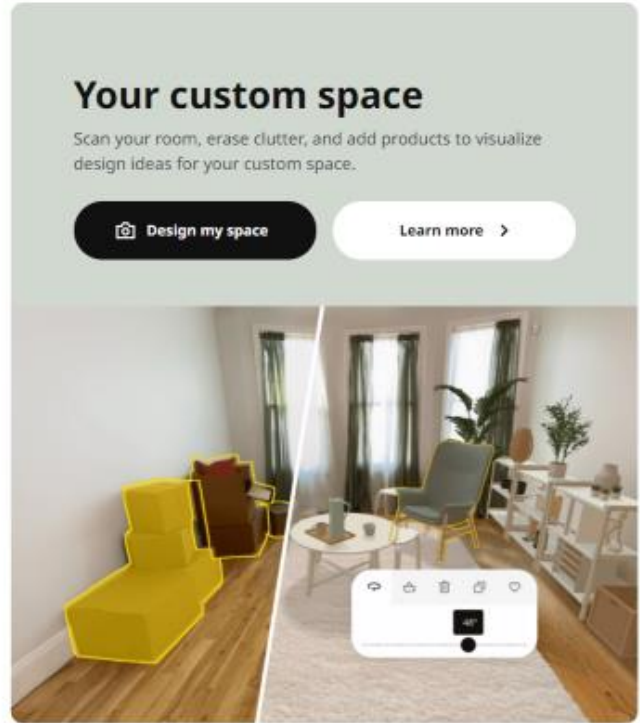 Your custom space
Scan your room, erase clutter, and add products to visualize
design ideas for your custom space.
Design my space
Learn more
48°